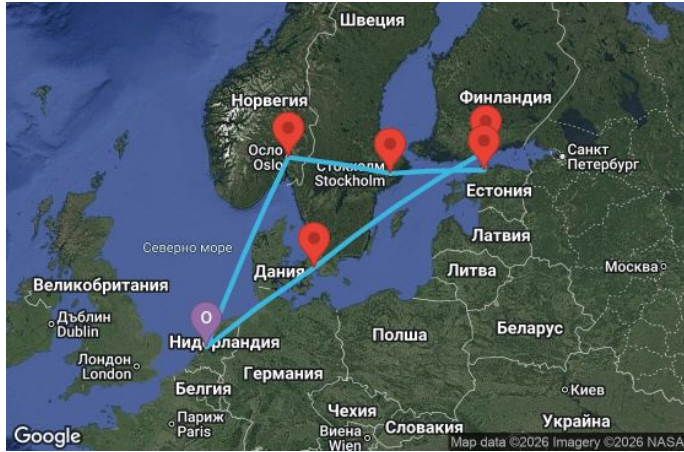 Швеция
Норвегия
Финландия
Осло
Oslo
Стокхолм
Stockholm
Санкт
Петербург
Естония
Латвия
Северно море
Дания
Литва
Москва
Великобритания
О
Дъблин
Dublin
Нидерландия
Полша
Беларус
Лондон
London
Германия
Белгия
Киев
Париж
Paris
Чехия
Виена
Wien
Словакия
Украйна
Google
Map data ©2026 Imagery ©2026 NASA